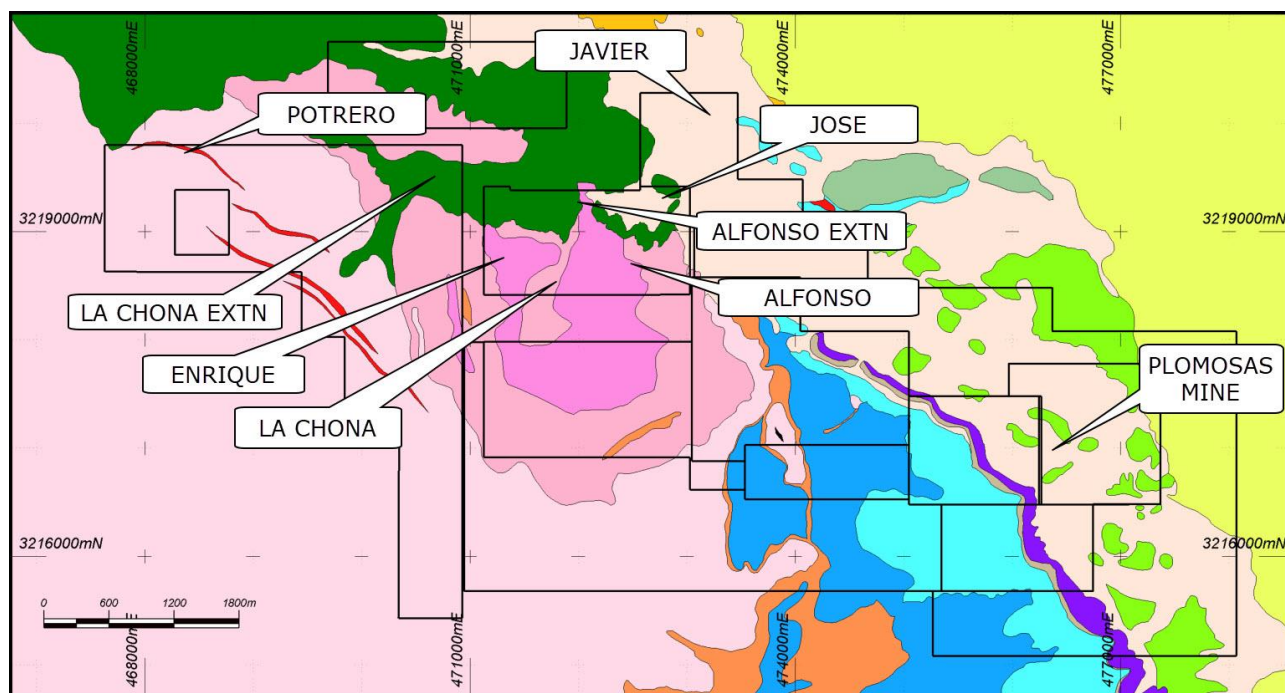 468000mE
471000mE
474000mE
477000mE
JAVIER
POTRERO
JOSE
3219000mN
3219000mN
ALFONSO EXTN
LA CHONA EXTN
ALFONSO
ENRIQUE
PLOMOSAS
MINE
LA CHONA
3216000mN
3216000mN
0 600 1200 1800m
468000mE
471000mE
474000mE
477000mE